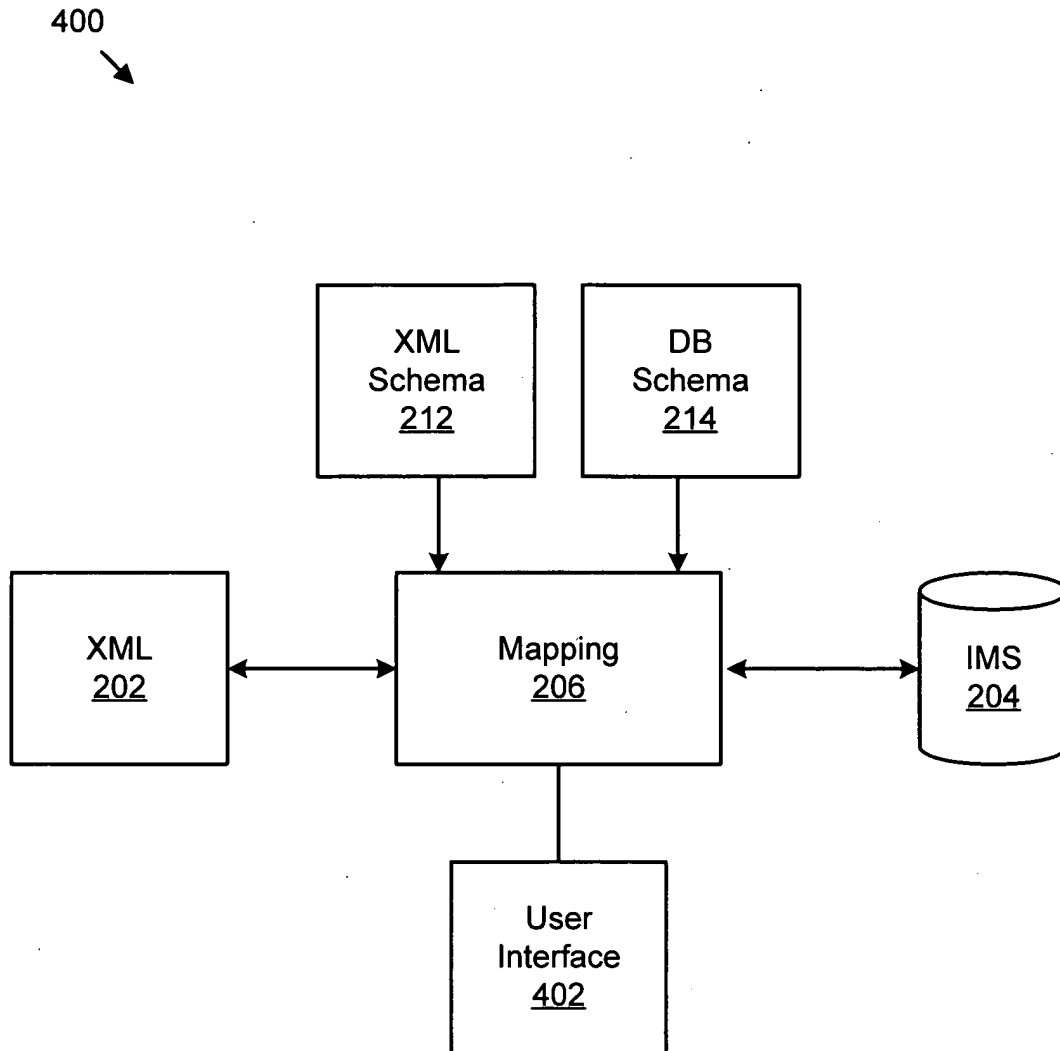 400
XML
Schema
212
DB
Schema
214
XML
202
Mapping
206
IMS
204
User
Interface
402